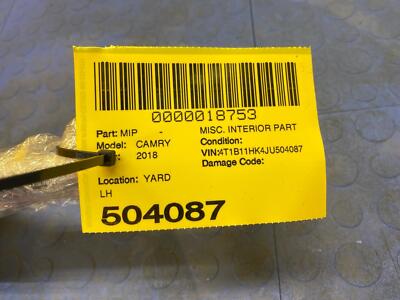 0000018753
Part: MIP - MISC. INTERIOR PART
Model: CAMRY Condition:
: 2018 VIN:4T1B11HK4JU504087
Damage Code:
Location: YARD
LH
504087